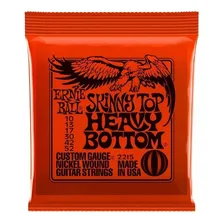 ERNIE BALL
SKINNY TOP
HEAVY
BOTTOM
10
13
17
30
42
52
CUSTOM GAUGE 2215 MADE IN USA
NICKEL WOUND
GUITAR STRINGS